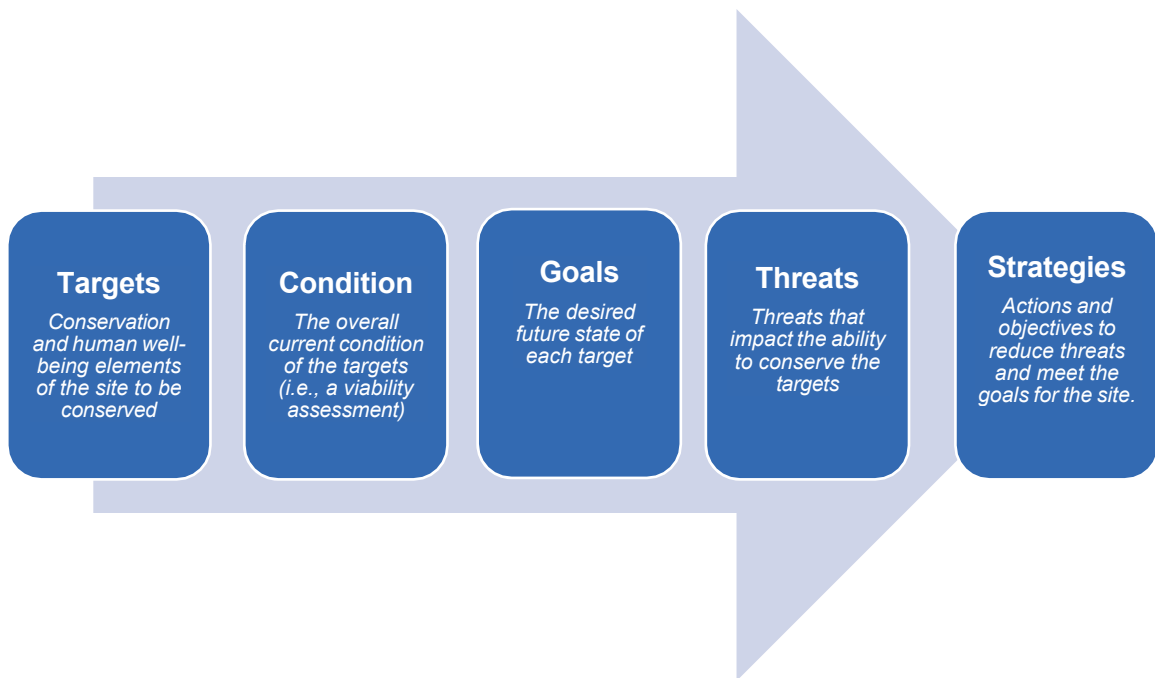 Targets
Conservation
and human well-
being elements
of the site to be
conserved
Condition
The overall
current condition
of the targets
(i.e., a viability
assessment)
Goals
The desired
future state of
each target
Threats
Threats that
impact the ability
to conserve the
targets
Strategies
Actions and
objectives to
reduce threats
and meet the
goals for the site.